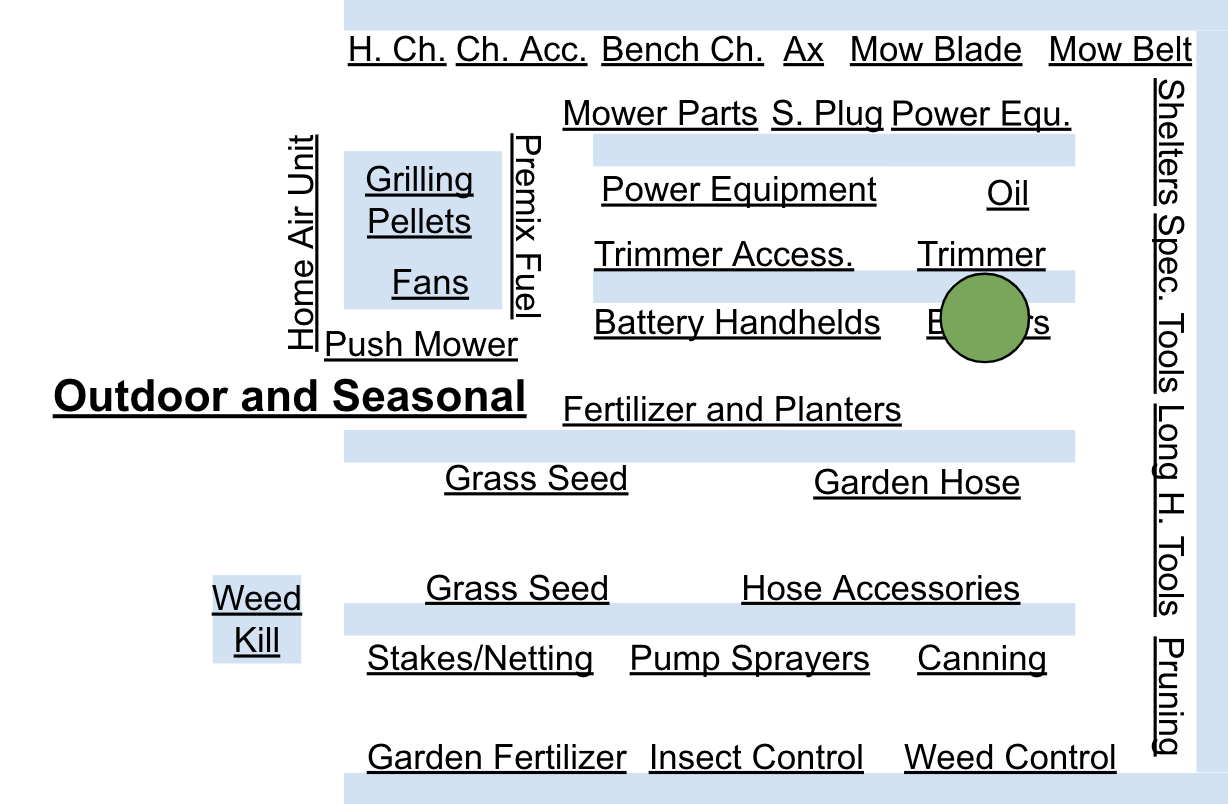 H. Ch. Ch. Acc. Bench Ch. Ax Mow Blade Mow Belt
Mower Parts S. Plug Power Equ.
Shelters Spec. Tools Long H. Tools Pruning
Home Air Unit
Grilling
Pellets
Fans
Premix Fuel
Push Mower
Power Equipment Oil
Trimmer Access. Trimmer
Battery Handhelds
Outdoor and Seasonal
Fertilizer and Planters
Grass Seed Garden Hose
Weed
Kill
Grass Seed Hose Accessories
Stakes/Netting Pump Sprayers Canning
Garden Fertilizer Insect Control Weed Control